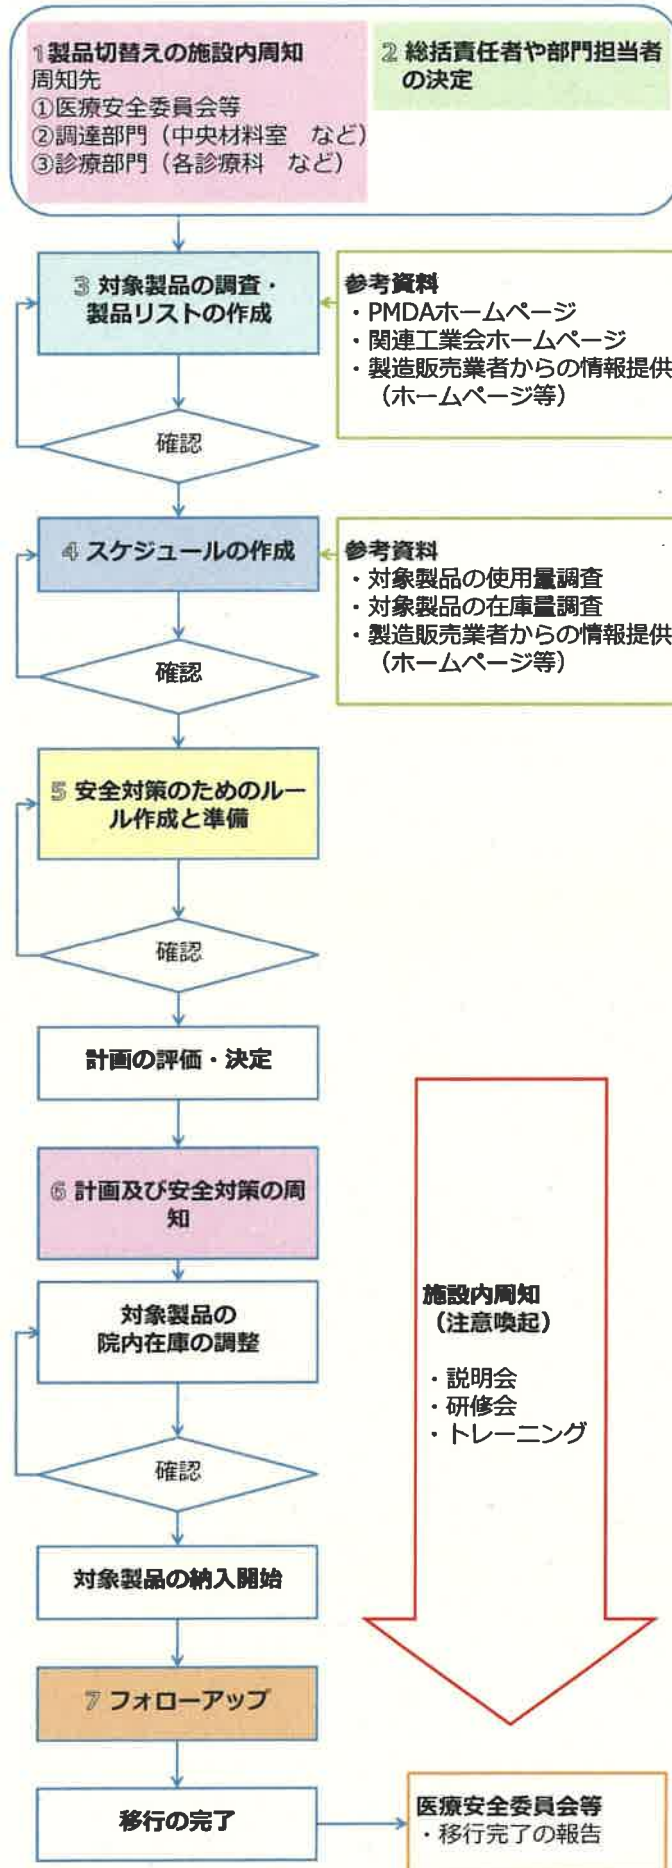 1 製品切替えの施設内周知
周知先
①医療安全委員会等
②調達部門（中央材料室　など）
③診療部門（各診療科　など）
2 総括責任者や部門担当者
の決定
3 対象製品の調査・
製品リストの作成
参考資料
・PMDAホームページ
・関連工業会ホームページ
・製造販売業者からの情報提供
（ホームページ等）
確認
4 スケジュールの作成
参考資料
・対象製品の使用量調査
・対象製品の在庫量調査
・製造販売業者からの情報提供
（ホームページ等）
確認
5 安全対策のためのルー
ル作成と準備
確認
計画の評価・決定
6 計画及び安全対策の周
知
対象製品の
院内在庫の調整
確認
対象製品の納入開始
施設内周知
（注意喚起）
・説明会
・研修会
・トレーニング
7 フォローアップ
移行の完了
医療安全委員会等
・移行完了の報告